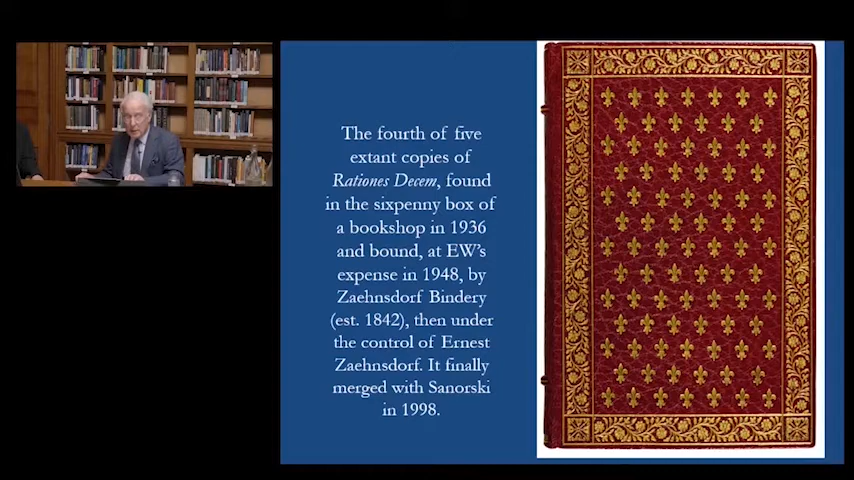 The fourth of five
extant copies of
Rationes Decem, found
in the sixpenny box of
a bookshop in 1936
and bound, at EW's
expense in 1948, by
Zaehnsdorf Bindery
(est. 1842), then under
the control of Ernest
Zaehnsdorf. It finally
merged with Sanorski
in 1998.